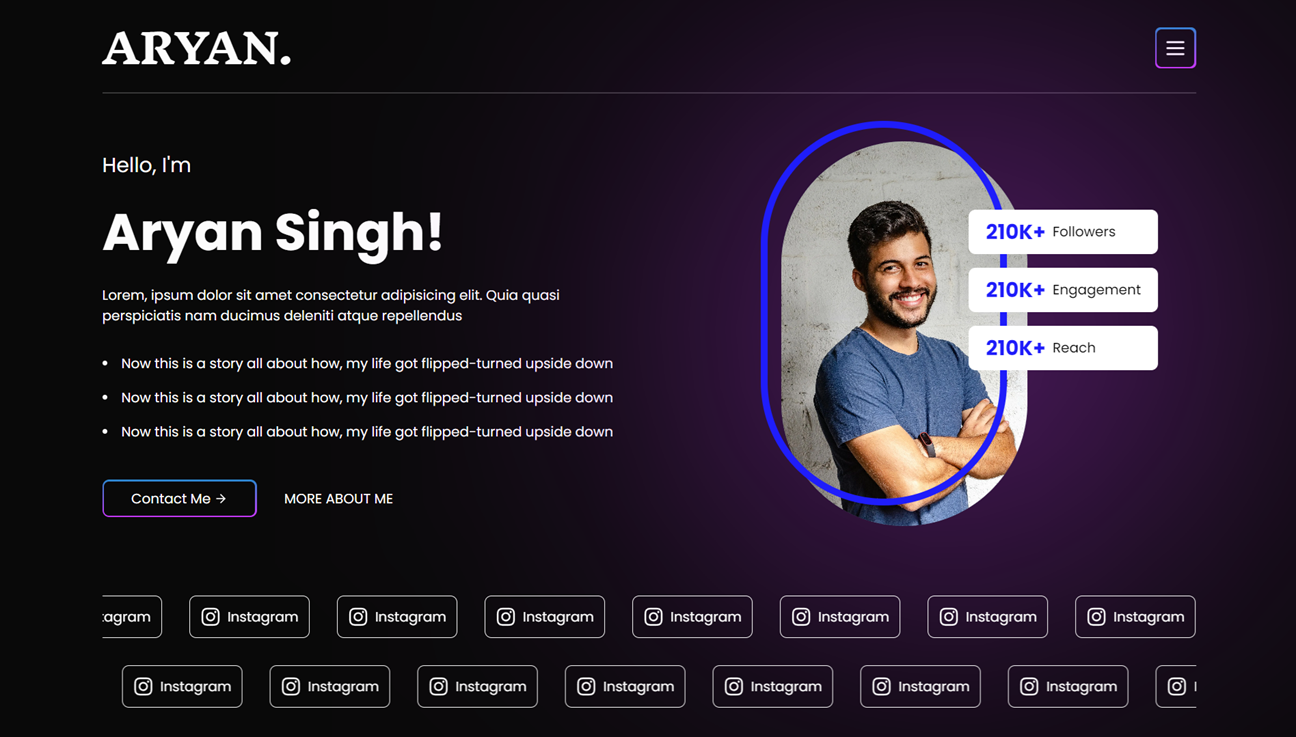 ARYAN.
Hello, I'm
Aryan Singh!
Lorem, ipsum dolor sit amet consectetur adipisicing elit. Quia quasi
perspiciatis nam ducimus deleniti atque repellendus
• Now this is a story all about how, my life got flipped-turned upside down
• Now this is a story all about how, my life got flipped-turned upside down
• Now this is a story all about how, my life got flipped-turned upside down
Contact Me → MORE ABOUT ME
210K+ Followers
210K+ Engagement
210K+ Reach
tagram Instagram Instagram Instagram Instagram Instagram Instagram Instagram
Instagram Instagram Instagram Instagram Instagram Instagram Instagram I